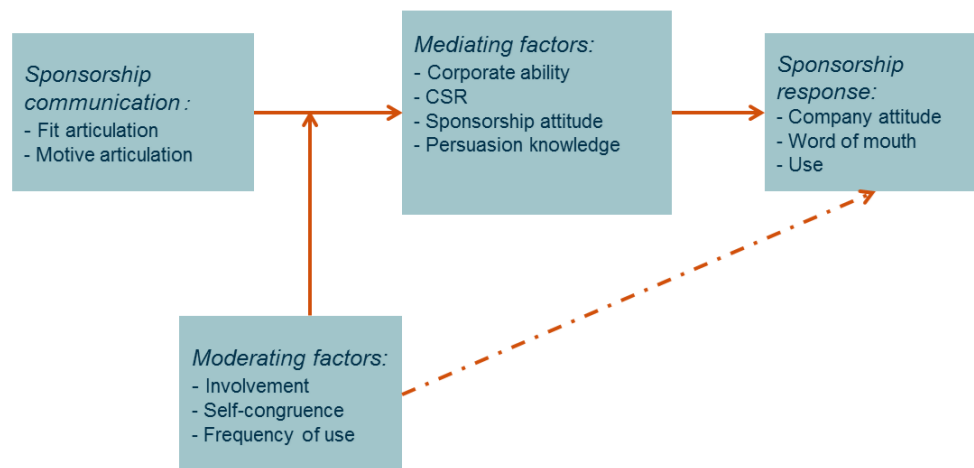 Sponsorship
communication :
- Fit articulation
- Motive articulation
Mediating factors:
- Corporate ability
- CSR
- Sponsorship attitude
- Persuasion knowledge
Sponsorship
response:
- Company attitude
- Word of mouth
- Use
Moderating factors:
- Involvement
- Self-congruence
- Frequency of use